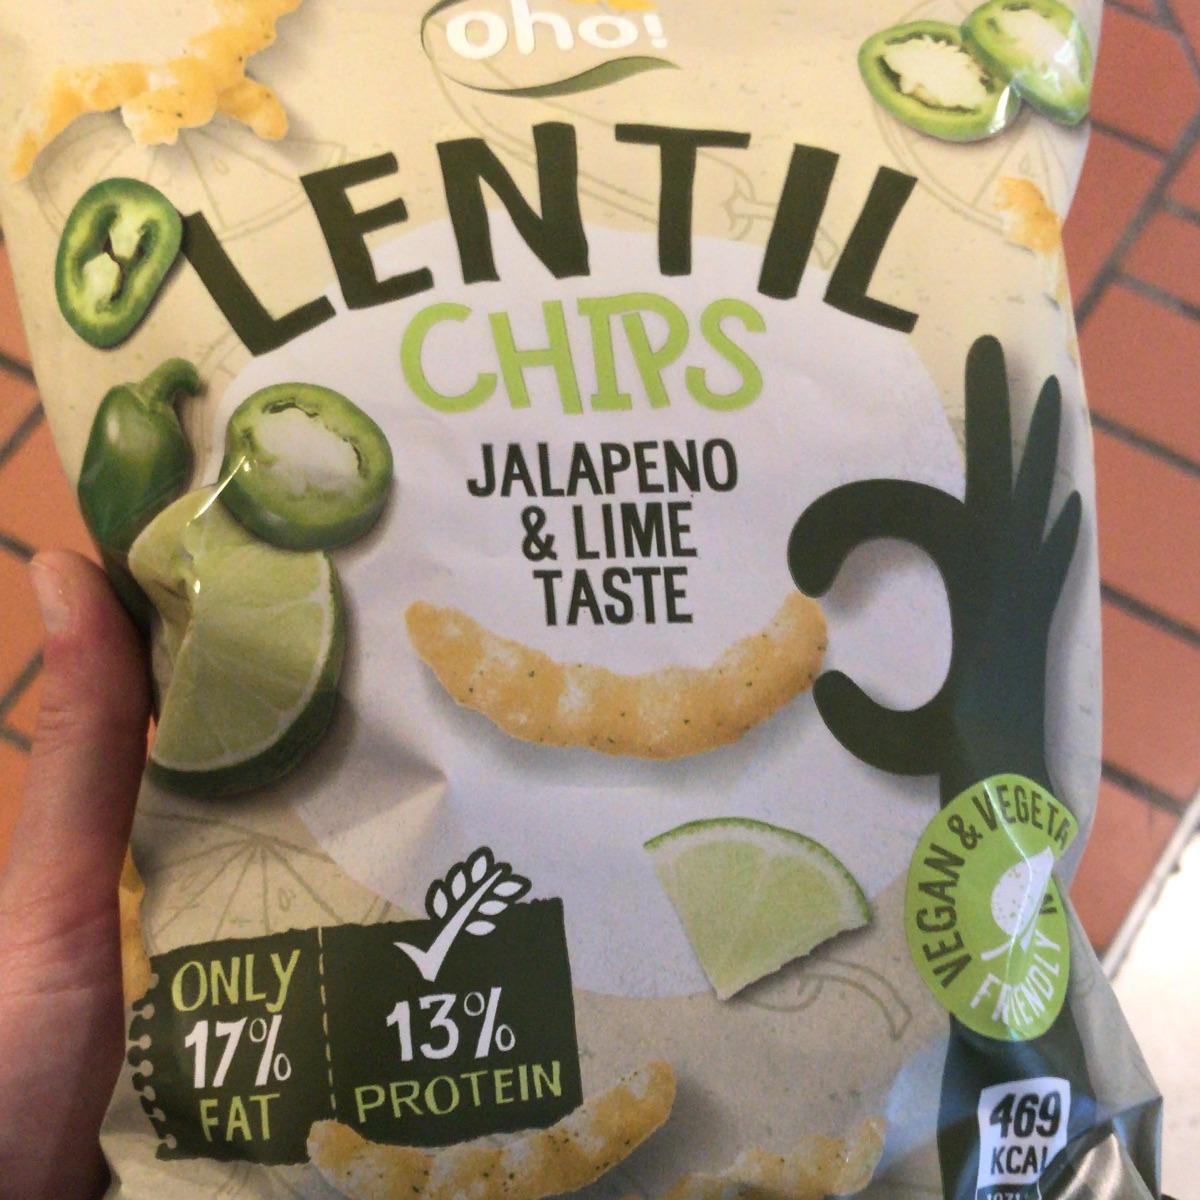 oho!
LENTIL
CHIPS
JALAPENO
& LIME
TASTE
VEGAN & VEGETA
FRIENDLY
ONLY
17%
FAT
13%
PROTEIN
469
KCAL